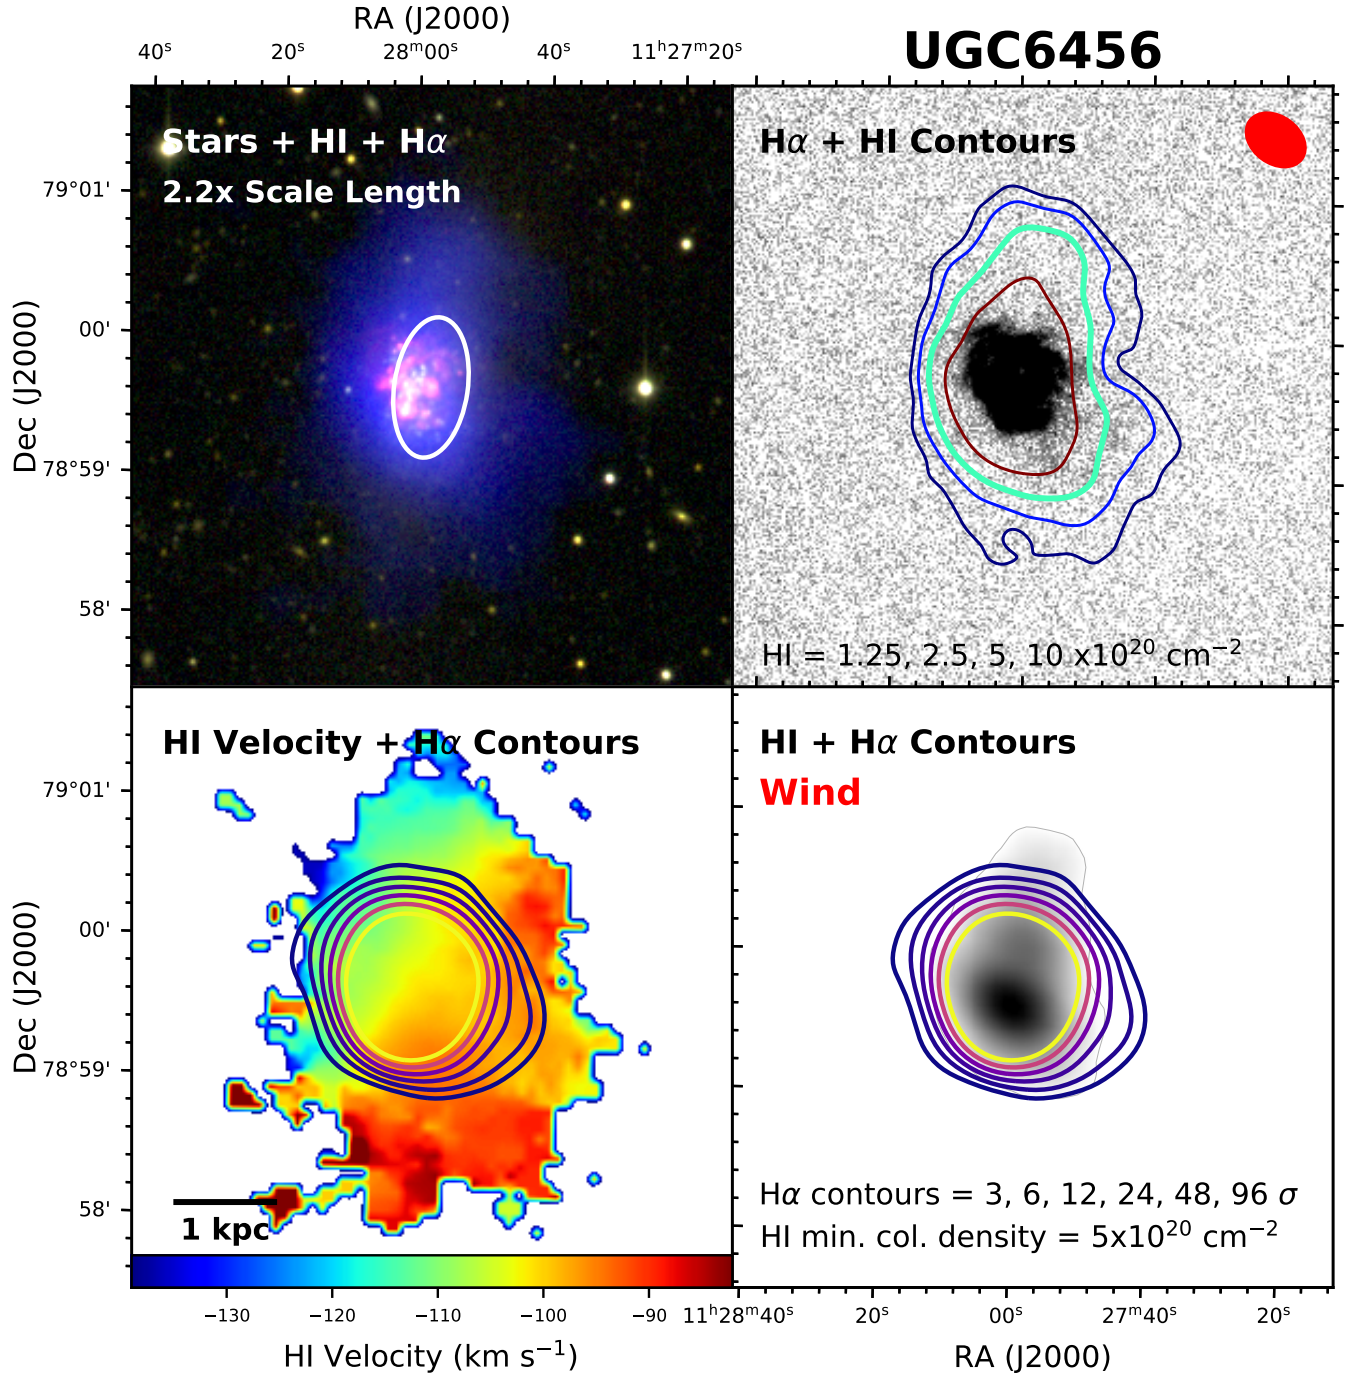 RA (J2000)
40ˢ 20ˢ 28ᵐ00ˢ 40ˢ 11ʰ27ᵐ20ˢ
UGC6456
Stars + HI + Hα
2.2x Scale Length
Hα + HI Contours
79°01'
00'
78°59'
58'
Dec (J2000)
HI = 1.25, 2.5, 5, 10 x10²⁰ cm⁻²
HI Velocity + Hα Contours
HI + Hα Contours
Wind
79°01'
00'
78°59'
58'
Dec (J2000)
1 kpc
Hα contours = 3, 6, 12, 24, 48, 96 σ
HI min. col. density = 5x10²⁰ cm⁻²
−130 −120 −110 −100 −90
11ʰ28ᵐ40ˢ 20ˢ 00ˢ 27ᵐ40ˢ 20ˢ
HI Velocity (km s⁻¹)
RA (J2000)